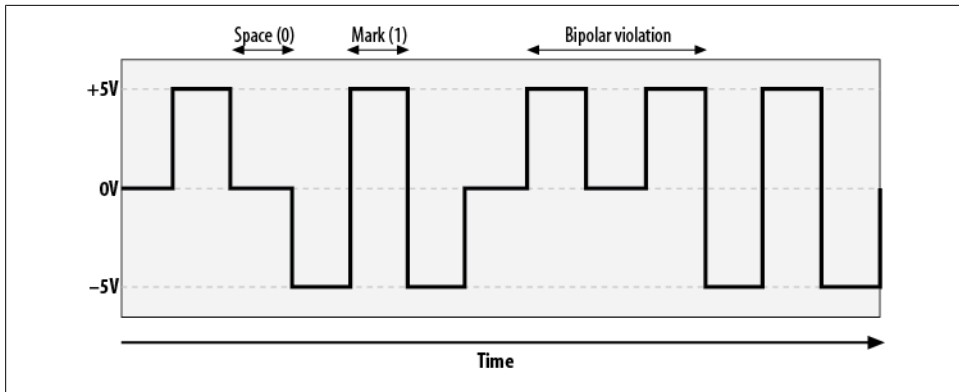 Space (0) Mark (1) Bipolar violation
+5V
0V
–5V
Time